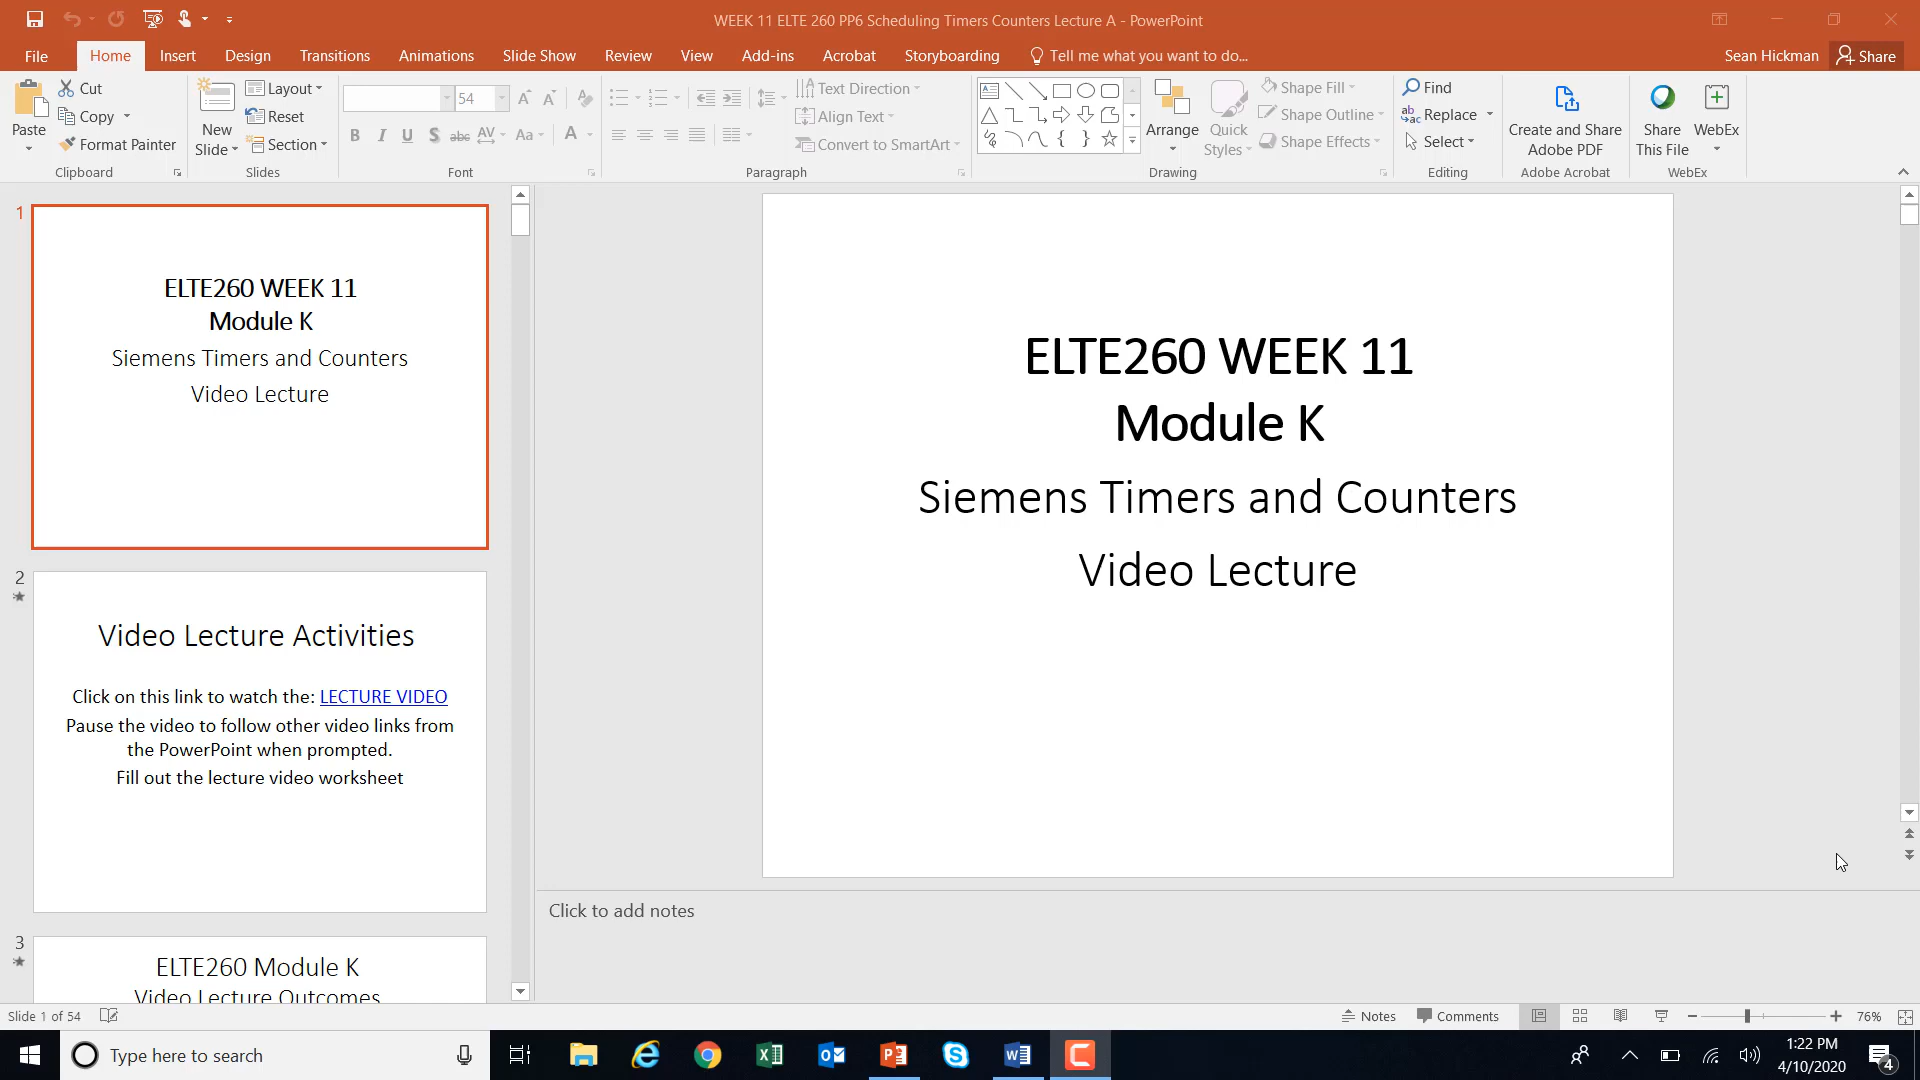 WEEK 11 ELTE 260 PP6 Scheduling Timers Counters Lecture A - PowerPoint
File Home Insert Design Transitions Animations Slide Show Review View Add-ins Acrobat Storyboarding Tell me what you want to do... Sean Hickman Share
Paste
Cut
Copy
Format Painter
Clipboard
New
Slide
Layout
Reset
Section
Slides
54
B I U S abc AV Aa A
Font
Text Direction
Align Text
Convert to SmartArt
Paragraph
Arrange
Quick
Styles
Shape Fill
Shape Outline
Shape Effects
Drawing
Find
Replace
Select
Editing
Create and Share
Adobe PDF
Adobe Acrobat
Share
This File
WebEx
WebEx
1
ELTE260 WEEK 11
Module K
Siemens Timers and Counters
Video Lecture
2
Video Lecture Activities
Click on this link to watch the: LECTURE VIDEO
Pause the video to follow other video links from
the PowerPoint when prompted.
Fill out the lecture video worksheet
3
ELTE260 Module K
Video Lecture Outcomes
ELTE260 WEEK 11
Module K
Siemens Timers and Counters
Video Lecture
Click to add notes
Slide 1 of 54
Notes Comments 76%
Type here to search
1:22 PM
4/10/2020
4